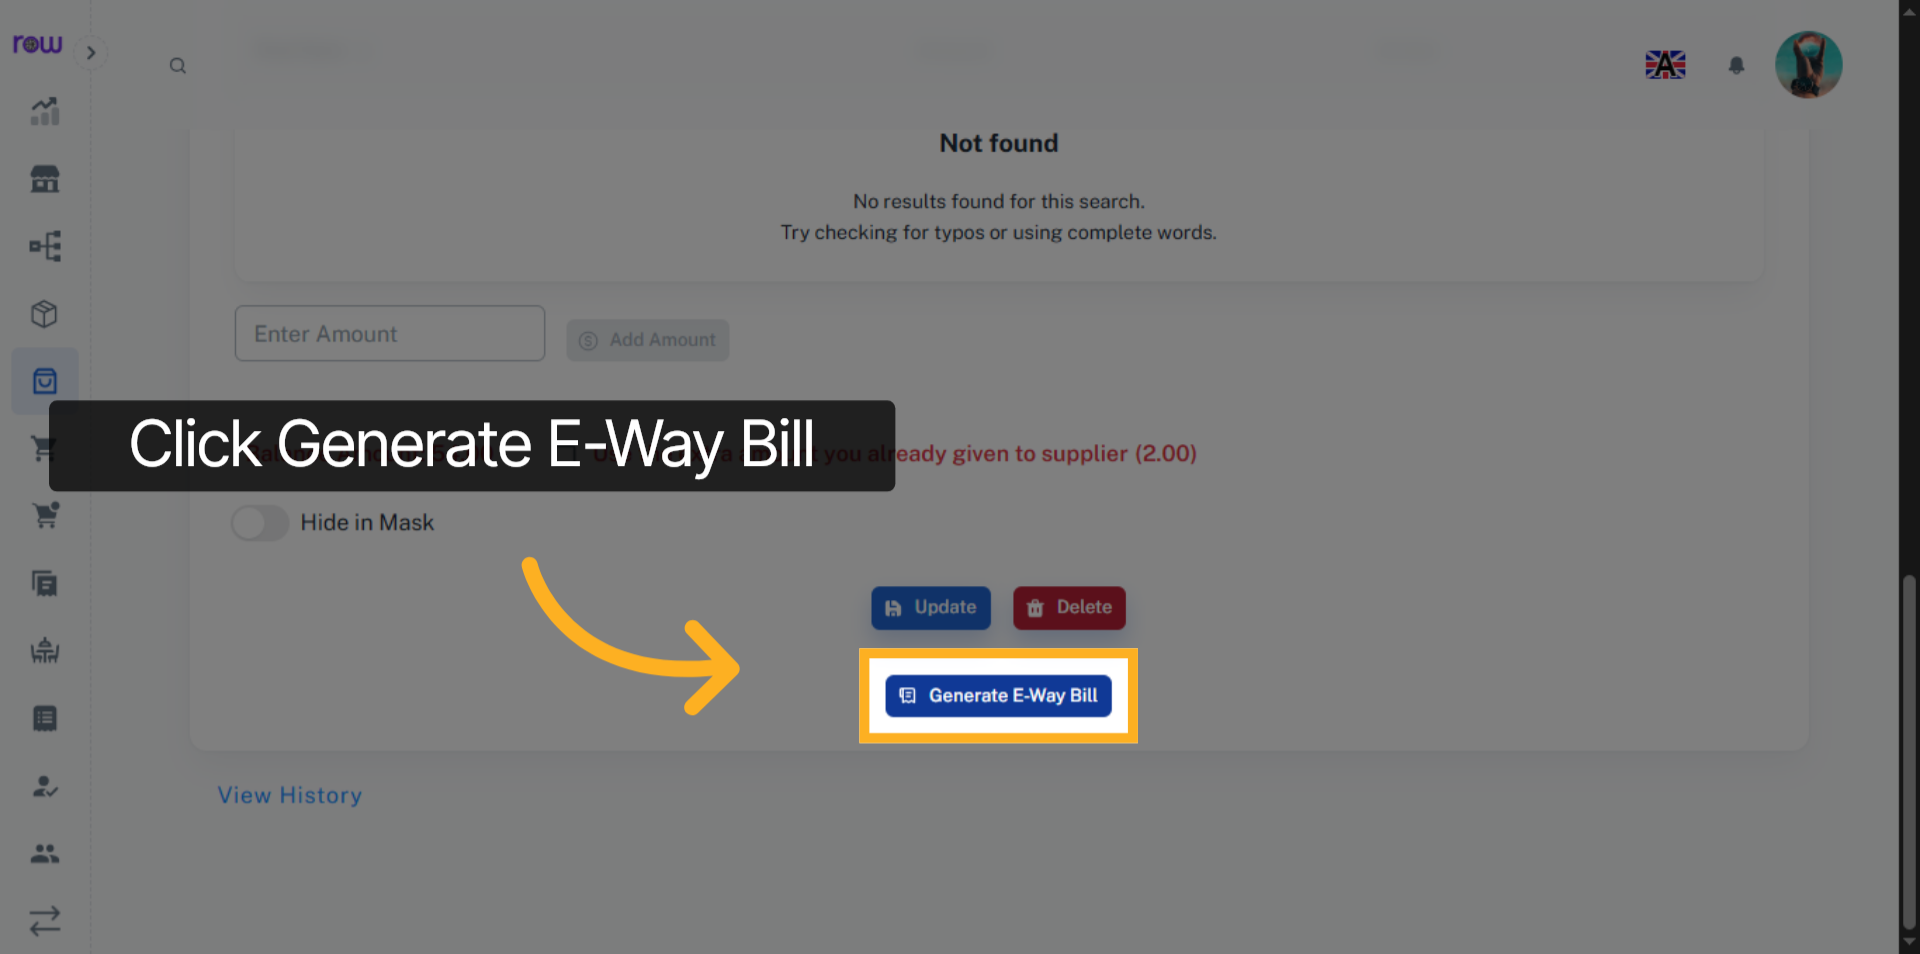 row
Not found
No results found for this search.
Try checking for typos or using complete words.
Enter Amount
Add Amount
Click Generate E-Way Bill
you already given to supplier (2.00)
Hide in Mask
Update
Delete
Generate E-Way Bill
View History